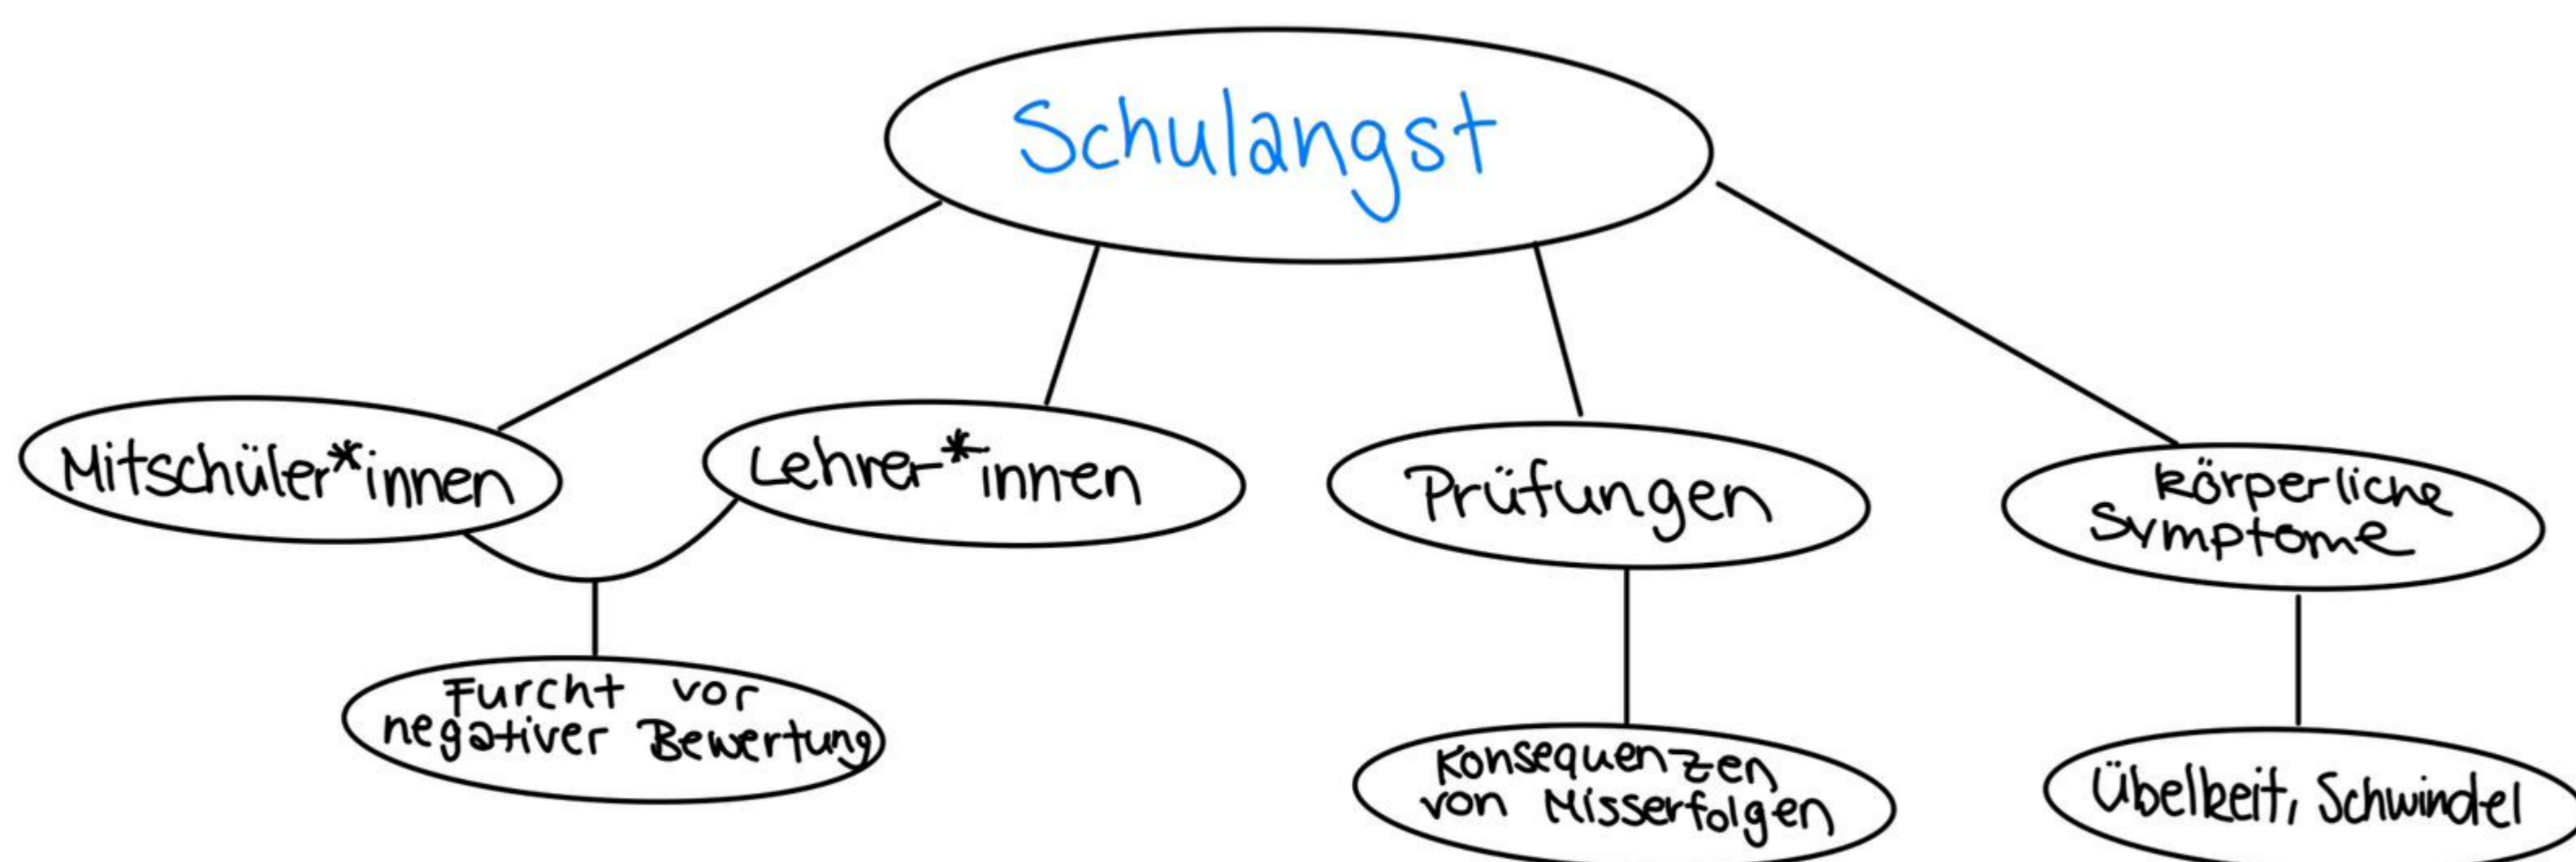 Schulangst
Mitschüler*innen
Lehrer*innen
Prüfungen
körperliche
Symptome
Furcht vor
negativer Bewertung
Konsequenzen
von Misserfolgen
Übelkeit, Schwindel